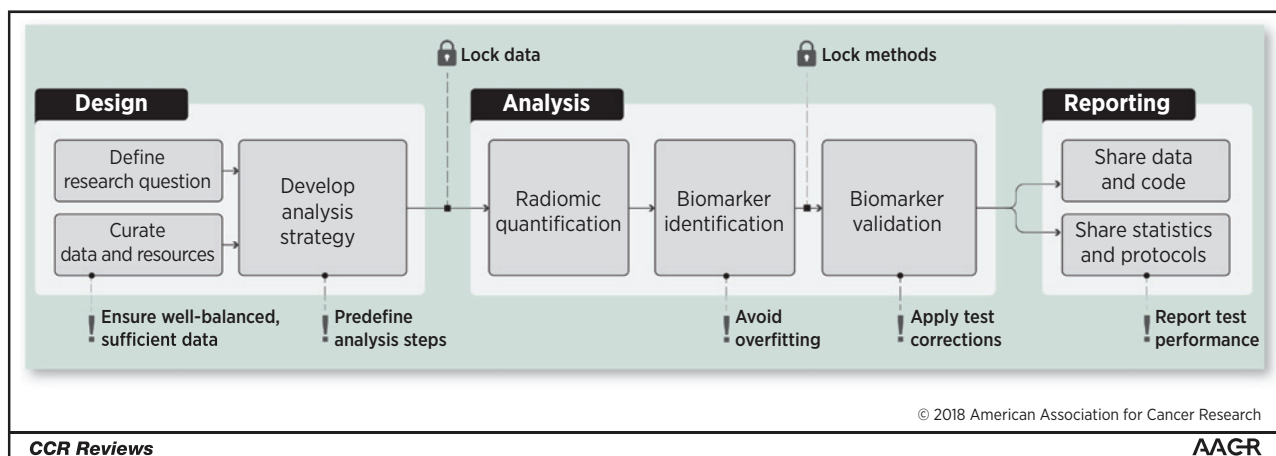 Lock data
Lock methods
Design
Analysis
Reporting
Define
research question
Curate
data and resources
Develop
analysis
strategy
Radiomic
quantification
Biomarker
identification
Biomarker
validation
Share data
and code
Share statistics
and protocols
! Ensure well-balanced,
sufficient data
! Predefine
analysis steps
! Avoid
overfitting
! Apply test
corrections
! Report test
performance
© 2018 American Association for Cancer Research
CCR Reviews
AACR